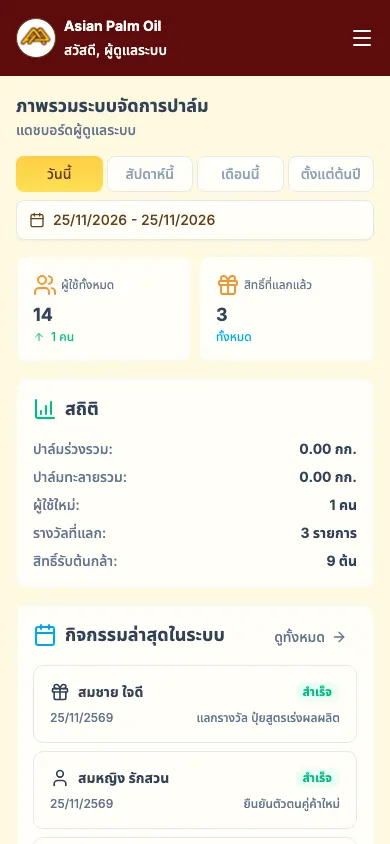 Asian Palm Oil
สวัสดี, ผู้ดูแลระบบ
ภาพรวมระบบจัดการปาล์ม
แดชบอร์ดผู้ดูแลระบบ
วันนี้ สัปดาห์นี้ เดือนนี้ ตั้งแต่ต้นปี
25/11/2026 - 25/11/2026
ผู้ใช้ทั้งหมด
14
↑ 1 คน
สิทธิ์ที่แลกแล้ว
3
ทั้งหมด
สถิติ
ปาล์มร่วงรวม: 0.00 กก.
ปาล์มทะลายรวม: 0.00 กก.
ผู้ใช้ใหม่: 1 คน
รางวัลที่แลก: 3 รายการ
สิทธิ์รับต้นกล้า: 9 ต้น
กิจกรรมล่าสุดในระบบ ดูทั้งหมด →
สมชาย ใจดี สำเร็จ
25/11/2569 แลกรางวัล ปุ๋ยสูตรเร่งผลผลิต
สมหญิง รักสวน สำเร็จ
25/11/2569 ยืนยันตัวตนคู่ค้าใหม่